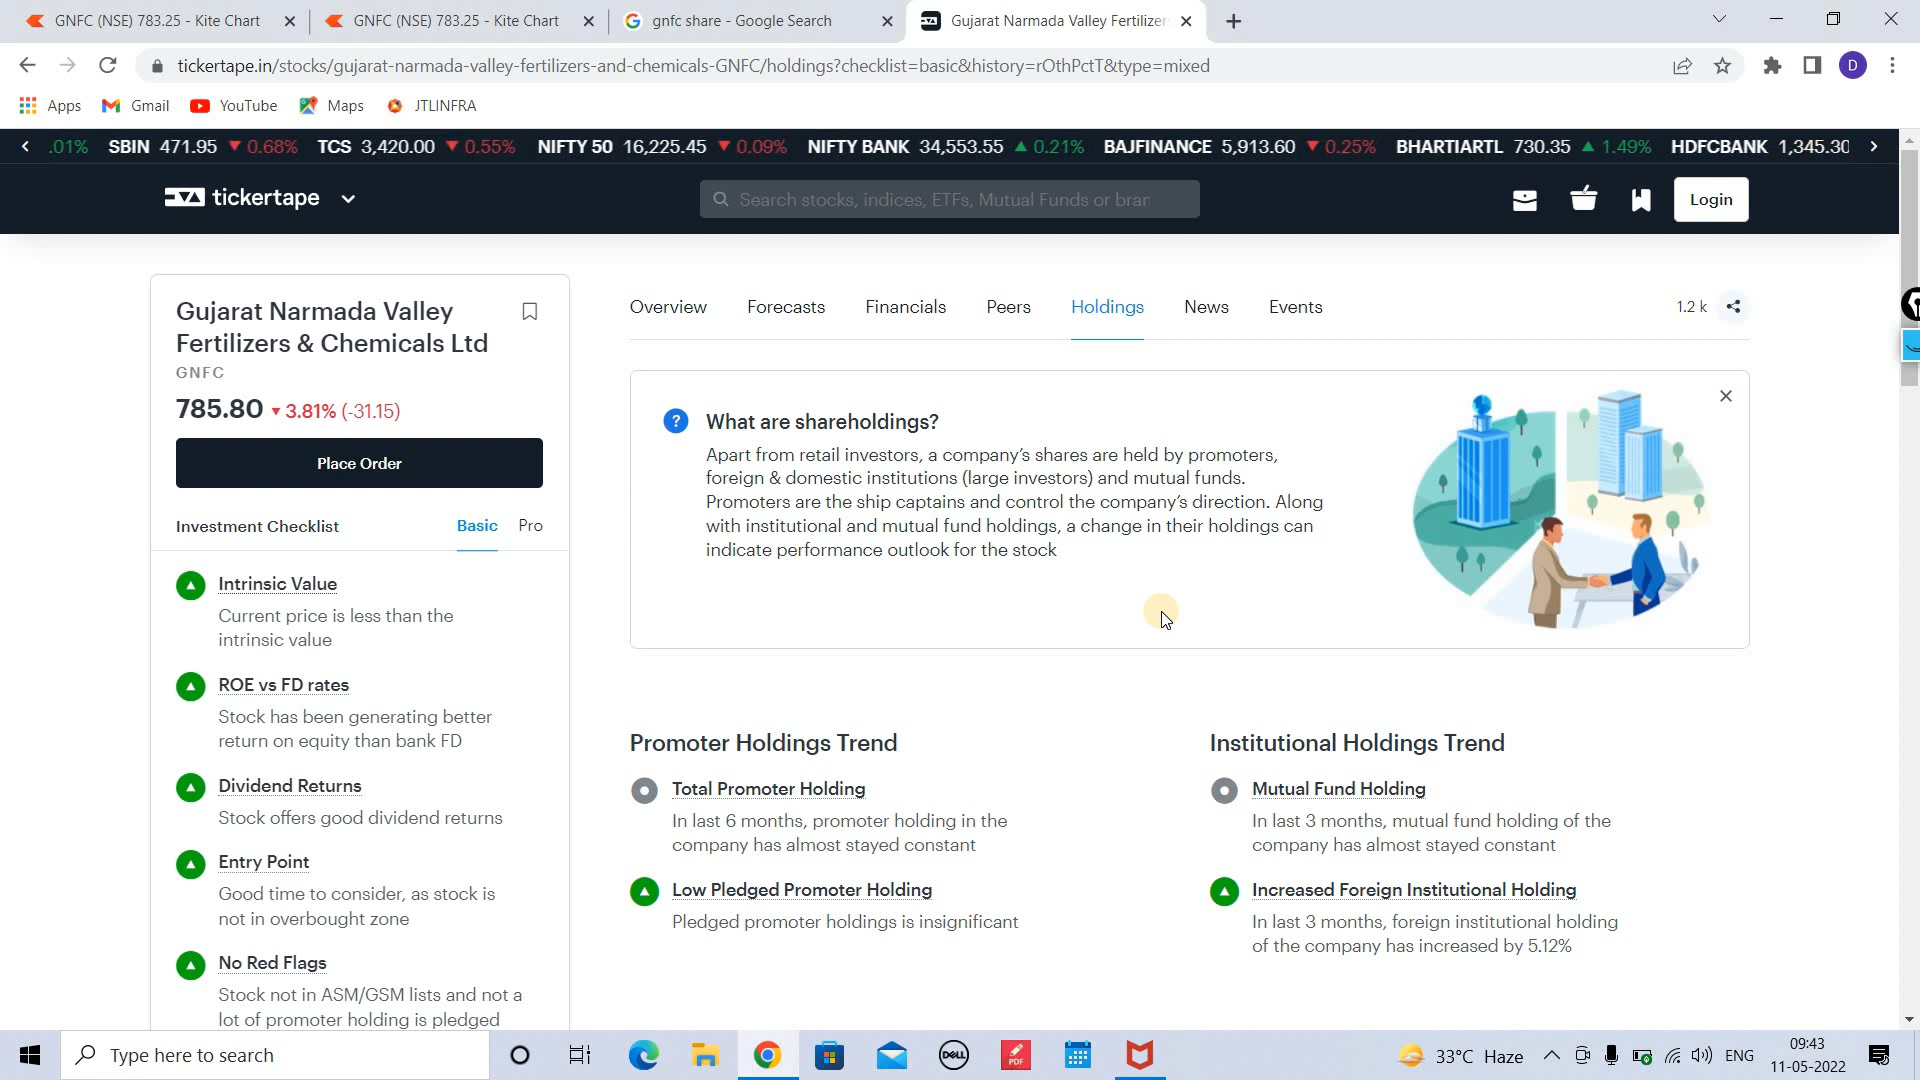 GNFC (NSE) 783.25 - Kite Chart
GNFC (NSE) 783.25 - Kite Chart
gnfc share - Google Search
Gujarat Narmada Valley Fertilizer
tickertape.in/stocks/gujarat-narmada-valley-fertilizers-and-chemicals-GNFC/holdings?checklist=basic&history=rOthPctT&type=mixed
D
Apps
Gmail
YouTube
Maps
JTLINFRA
.01% SBIN 471.95 ▼ 0.68% TCS 3,420.00 ▼ 0.55% NIFTY 50 16,225.45 ▼ 0.09% NIFTY BANK 34,553.55 ▲ 0.21% BAJFINANCE 5,913.60 ▼ 0.25% BHARTIARTL 730.35 ▲ 1.49% HDFCBANK 1,345.30
tickertape
Search stocks, indices, ETFs, Mutual Funds or bran
Login
Gujarat Narmada Valley
Fertilizers & Chemicals Ltd
GNFC
785.80 ▼ 3.81% (-31.15)
Place Order
Investment Checklist
Basic
Pro
Intrinsic Value
Current price is less than the
intrinsic value
ROE vs FD rates
Stock has been generating better
return on equity than bank FD
Dividend Returns
Stock offers good dividend returns
Entry Point
Good time to consider, as stock is
not in overbought zone
No Red Flags
Stock not in ASM/GSM lists and not a
lot of promoter holding is pledged
Overview
Forecasts
Financials
Peers
Holdings
News
Events
1.2 k
? What are shareholdings?
Apart from retail investors, a company's shares are held by promoters,
foreign & domestic institutions (large investors) and mutual funds.
Promoters are the ship captains and control the company's direction. Along
with institutional and mutual fund holdings, a change in their holdings can
indicate performance outlook for the stock
Promoter Holdings Trend
Total Promoter Holding
In last 6 months, promoter holding in the
company has almost stayed constant
Low Pledged Promoter Holding
Pledged promoter holdings is insignificant
Institutional Holdings Trend
Mutual Fund Holding
In last 3 months, mutual fund holding of the
company has almost stayed constant
Increased Foreign Institutional Holding
In last 3 months, foreign institutional holding
of the company has increased by 5.12%
Type here to search
DELL
PDF
33°C Haze
ENG
09:43
11-05-2022